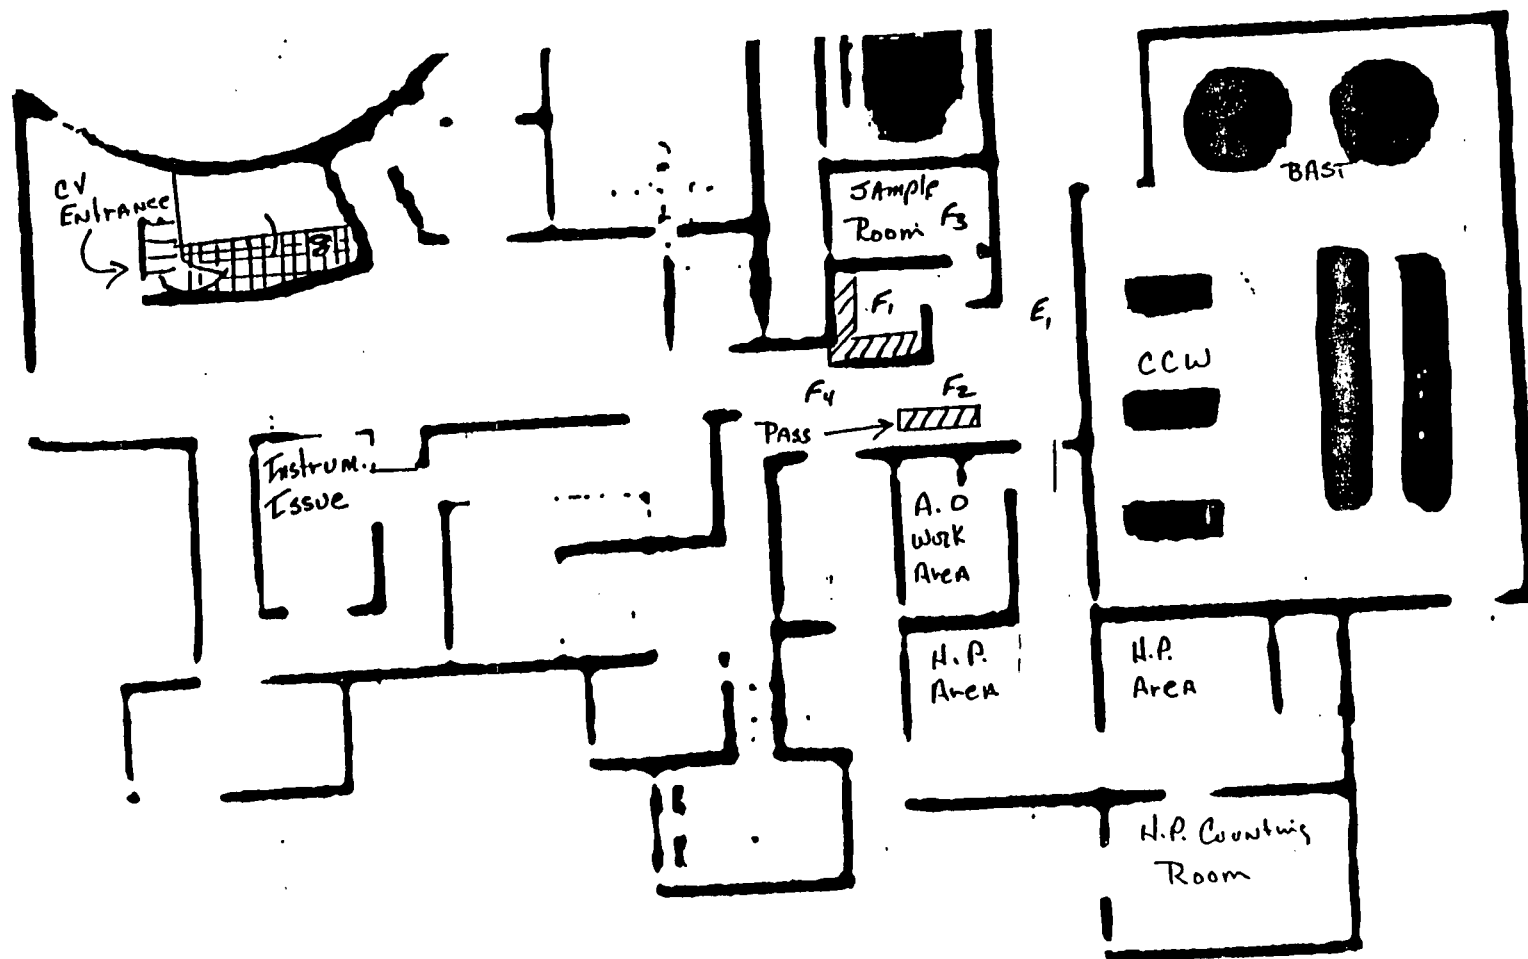 CV
Entrance
Sample
Room F3
F1
E1
BAST
CCW
F4
F2
PASS
Instrum.
Issue
A.O
Work
Area
H.P.
Area
H.P.
Area
H.P. Counting
Room